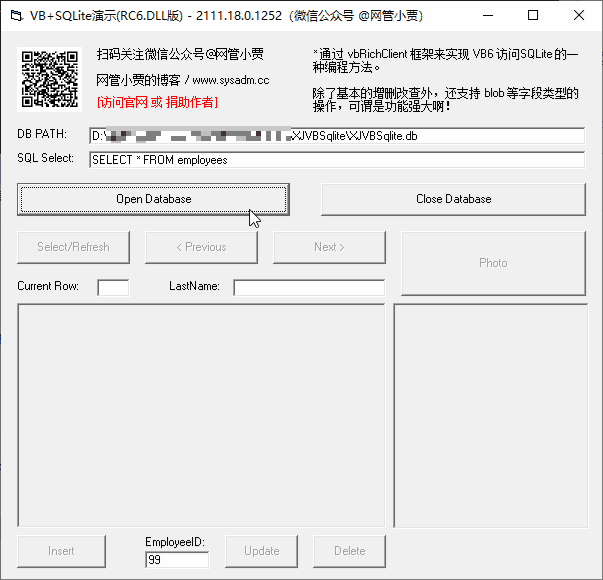 VB+SQLite演示(RC6.DLL版) - 2111.18.0.1252（微信公众号 @网管小贾）
扫码关注微信公众号@网管小贾
网管小贾的博客 / www.sysadm.cc
[访问官网 或 捐助作者]
*通过 vbRichClient 框架来实现 VB6 访问SQLite 的一
种编程方法。
除了基本的增删改查外，还支持 blob 等字段类型的
操作，可谓是功能强大啊！
DB PATH:
D:\
\XJVBSqlite\XJVBSqlite.db
SQL Select:
SELECT * FROM employees
Open Database
Close Database
Select/Refresh
< Previous
Next >
Photo
Current Row:
LastName:
Insert
EmployeeID:
99
Update
Delete